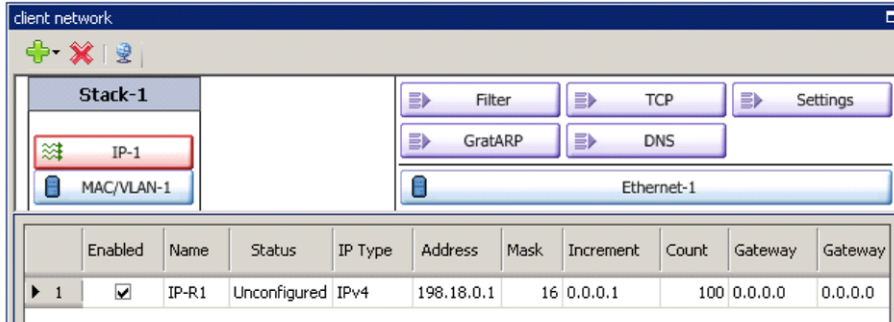 client network
Stack-1
Filter TCP Settings
IP-1 GratARP DNS
MAC/VLAN-1 Ethernet-1
Enabled Name Status IP Type Address Mask Increment Count Gateway Gateway
1 IP-R1 Unconfigured IPv4 198.18.0.1 16 0.0.0.1 100 0.0.0.0 0.0.0.0